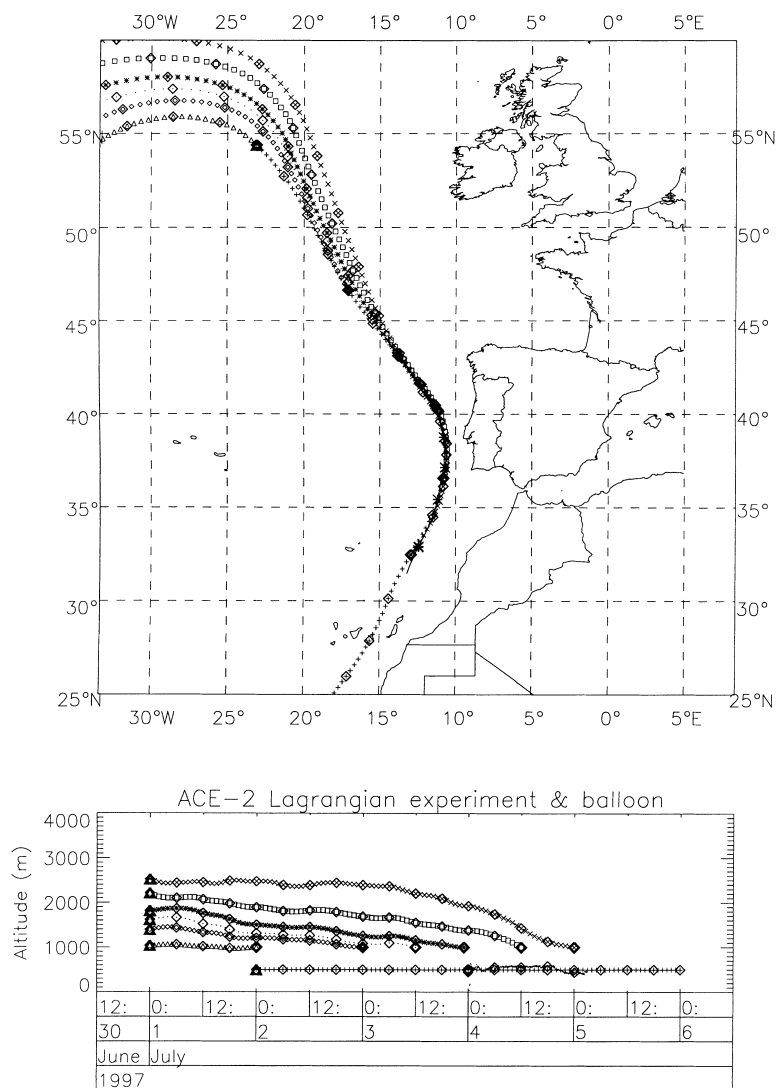 30°W 25° 20° 15° 10° 5° 0° 5°E
55°N 55°N
50° 50°
45° 45°
40° 40°
35° 35°
30° 30°
25°N 25°N
30°W 25° 20° 15° 10° 5° 0° 5°E
ACE-2 Lagrangian experiment & balloon
Altitude (m)
4000
3000
2000
1000
0
12: 0: 12: 0: 12: 0: 12: 0: 12: 0: 12: 0:
30 1 2 3 4 5 6
June July
1997